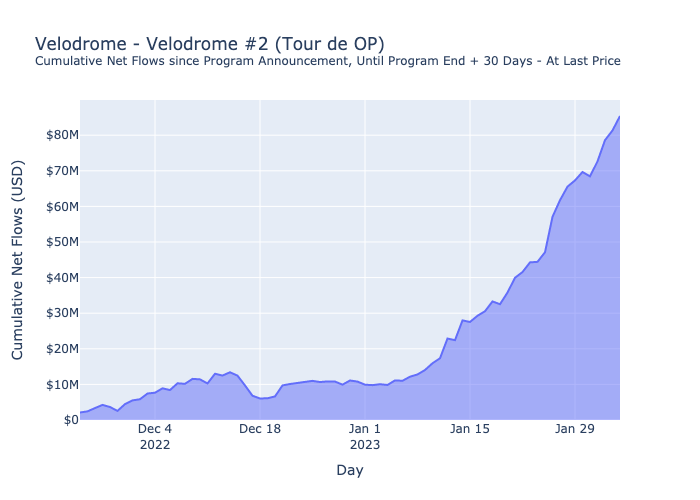 Velodrome - Velodrome #2 (Tour de OP)
Cumulative Net Flows since Program Announcement, Until Program End + 30 Days - At Last Price
Cumulative Net Flows (USD)
$80M
$70M
$60M
$50M
$40M
$30M
$20M
$10M
$0
Dec 4
2022
Dec 18
Jan 1
2023
Jan 15
Jan 29
Day